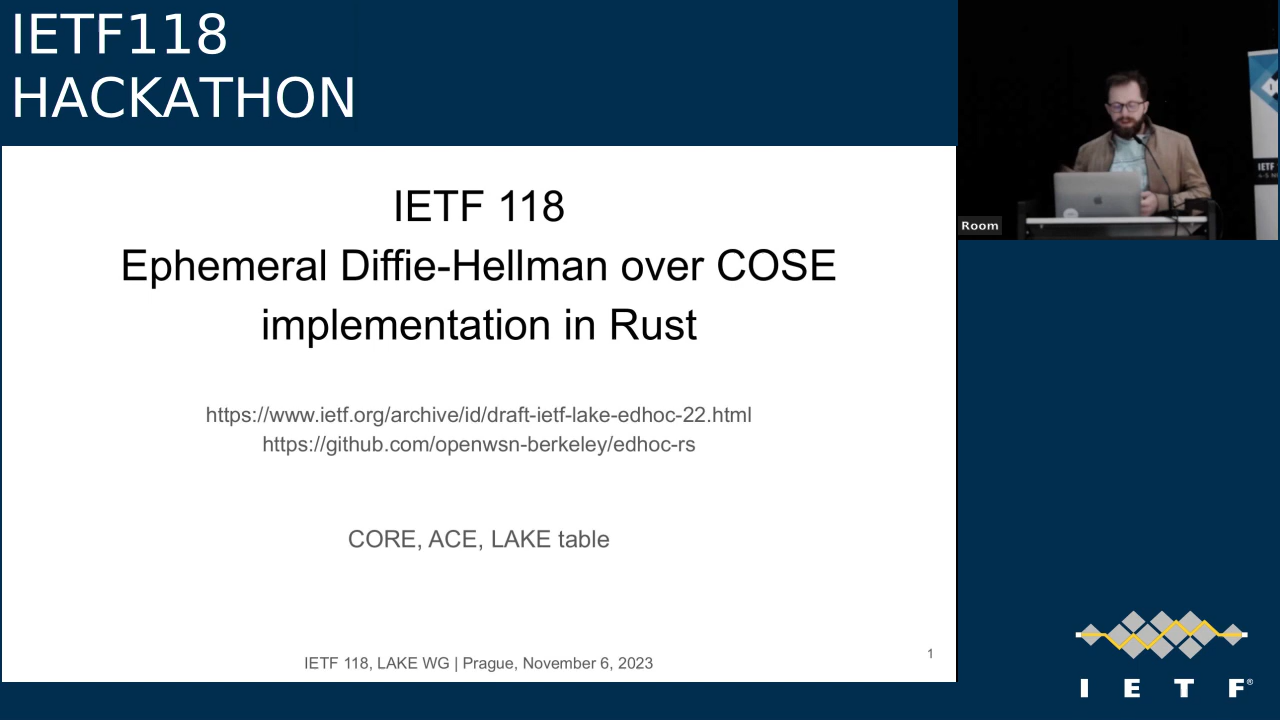 IETF118
HACKATHON
IETF 118
Ephemeral Diffie-Hellman over COSE
implementation in Rust
https://www.ietf.org/archive/id/draft-ietf-lake-edhoc-22.html
https://github.com/openwsn-berkeley/edhoc-rs
CORE, ACE, LAKE table
IETF 118, LAKE WG | Prague, November 6, 2023
1
Room
IETF
I E T F®